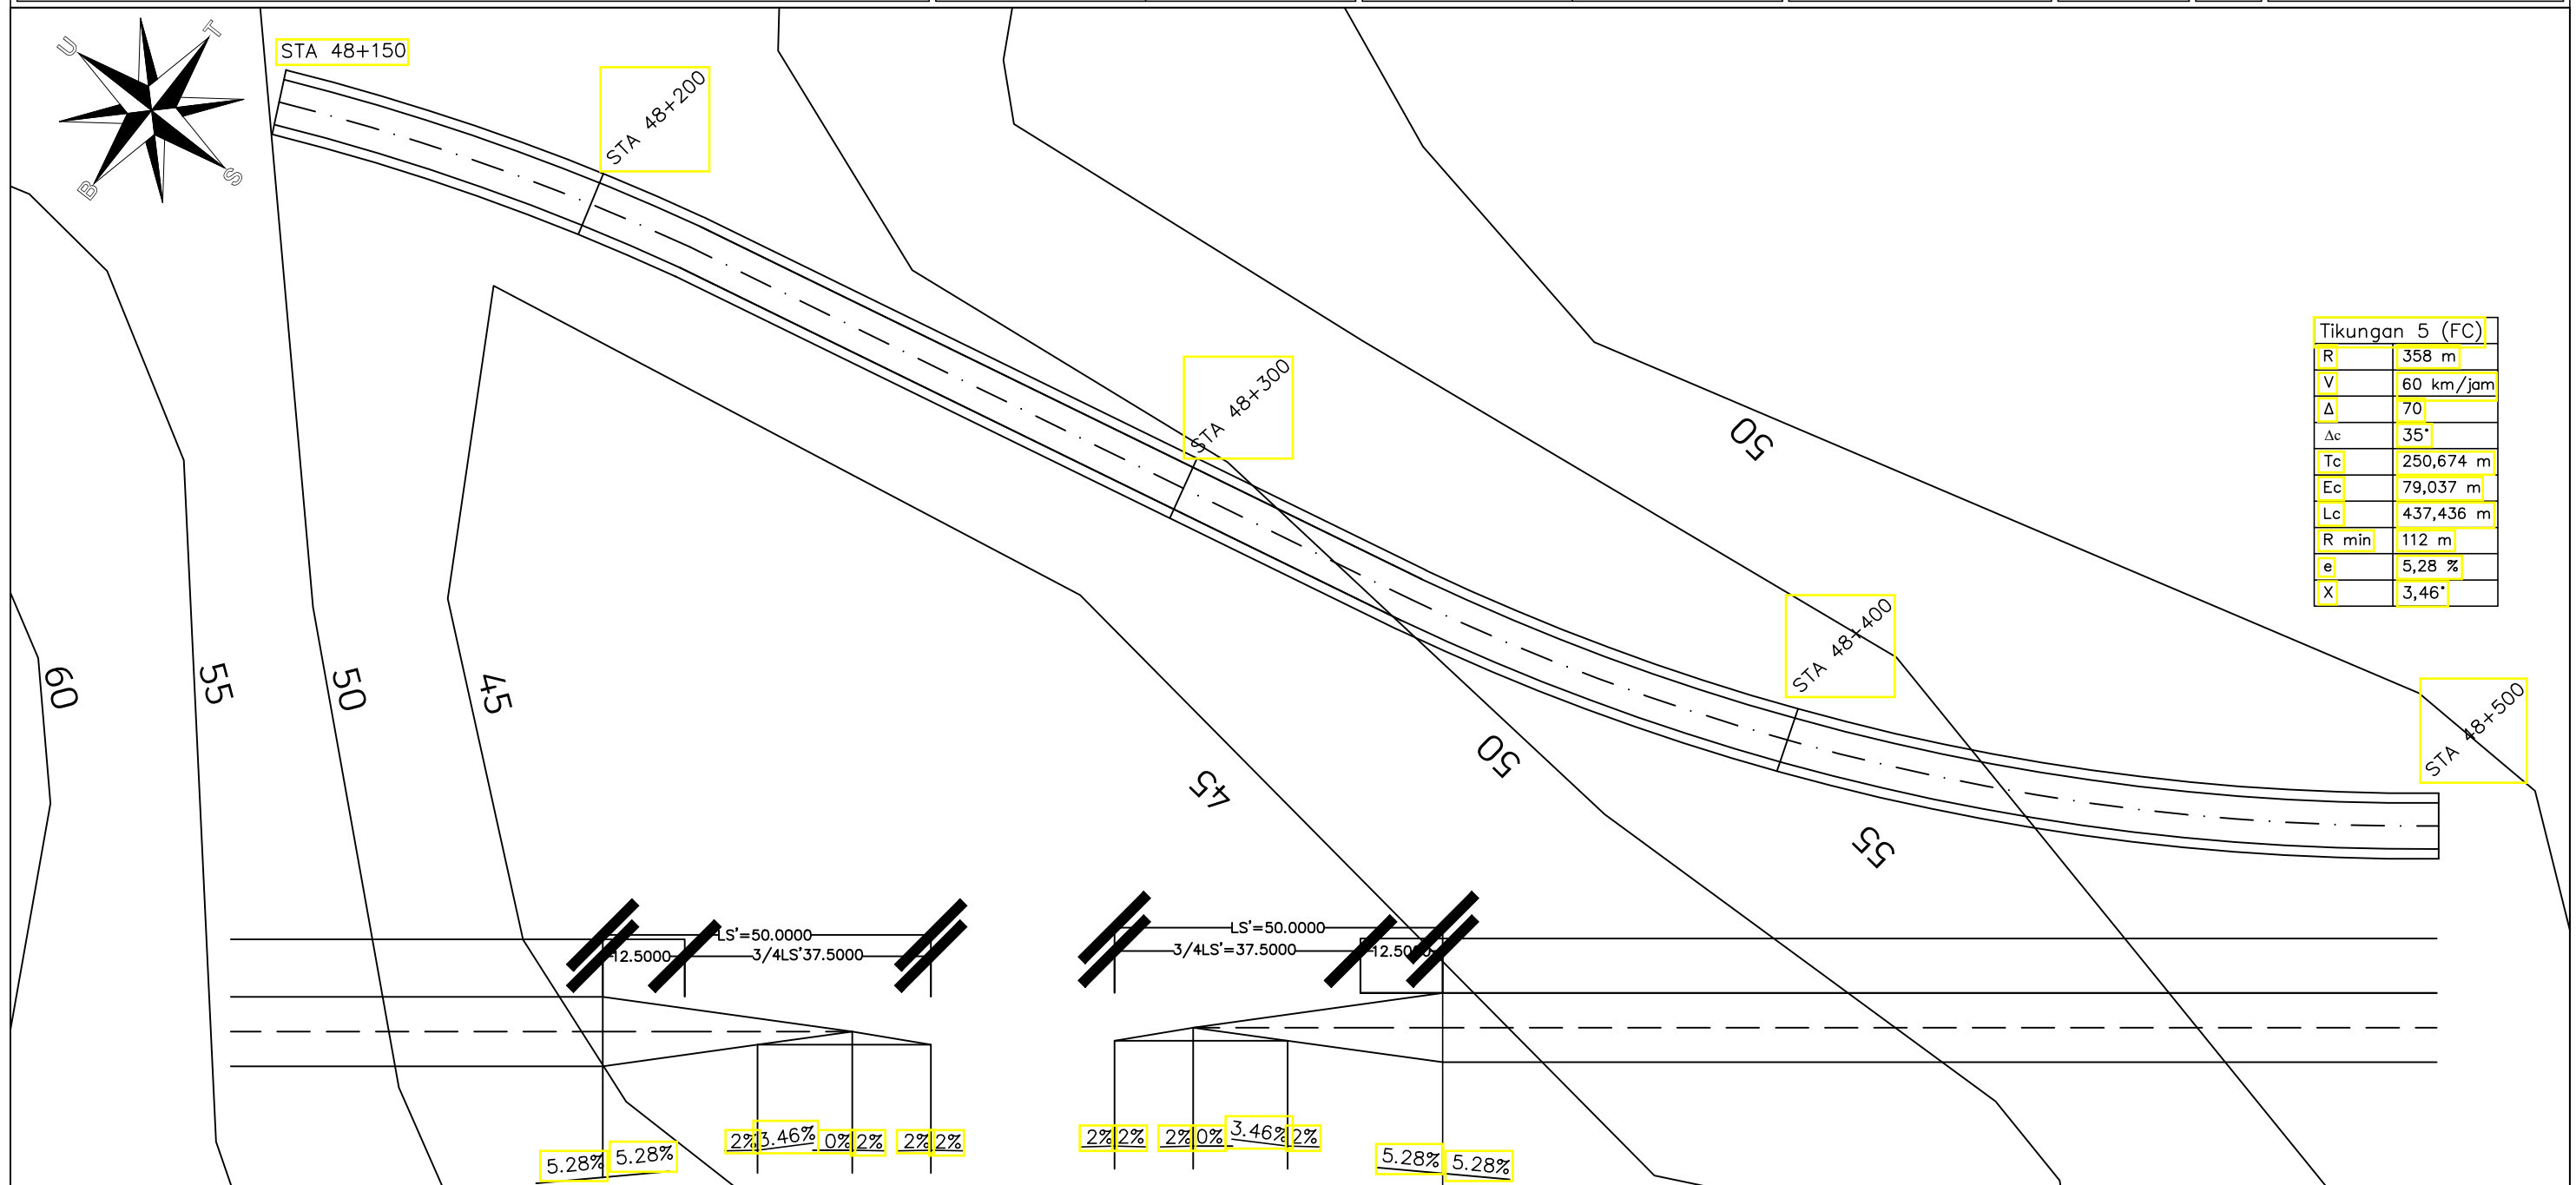 U
T
B
S
STA 48+150
STA 48+200
STA 48+300
STA 48+400
STA 48+500
Tikungan 5 (FC)
R 358 m
V 60 km/jam
Δ 70
Δc 35°
Tc 250,674 m
Ec 79,037 m
Lc 437,436 m
R min 112 m
e 5,28 %
X 3,46°
50
60
55
50
45
45
50
55
LS'=50.0000
12.5000
3/4LS'37.5000
LS'=50.0000
3/4LS'=37.5000
12.5000
5.28% 5.28% 2% 3.46% 0% 2% 2% 2%
2% 2% 2% 0% 3.46% 2% 5.28% 5.28%